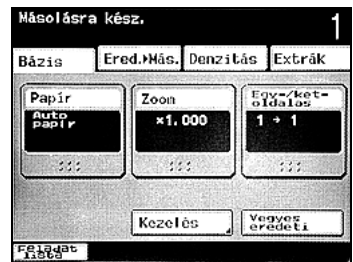 Másolásra kész.
1
Bázis Ered.▸Más. Denzitás Extrák
Papír Zoom Egy-/két-
oldalas
Auto
papír
×1.000 1 → 1
Kezelés Vegyes
eredeti
Feladat
lista